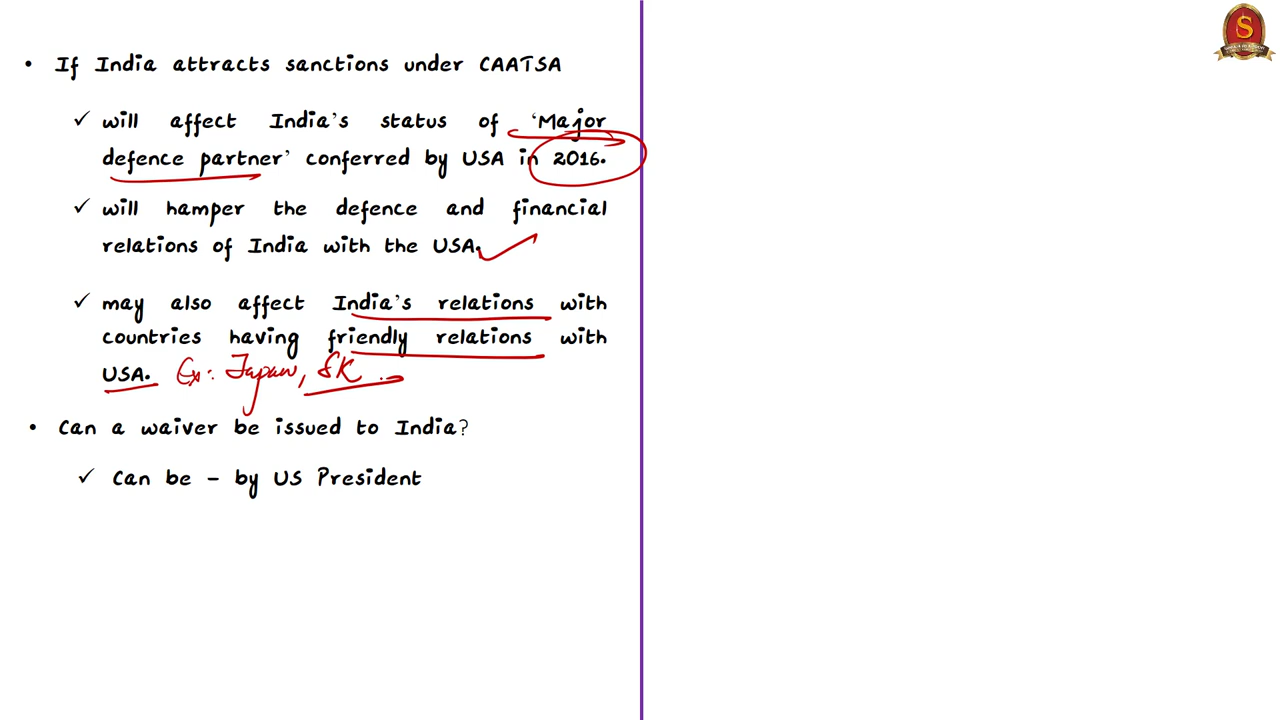 • If India attracts sanctions under CAATSA
✓ will affect India's status of 'Major
defence partner' conferred by USA in 2016.
✓ will hamper the defence and financial
relations of India with the USA.
✓ may also affect India's relations with
countries having friendly relations with
USA. Ex: Japan, SK ..
• Can a waiver be issued to India?
✓ Can be - by US President
S